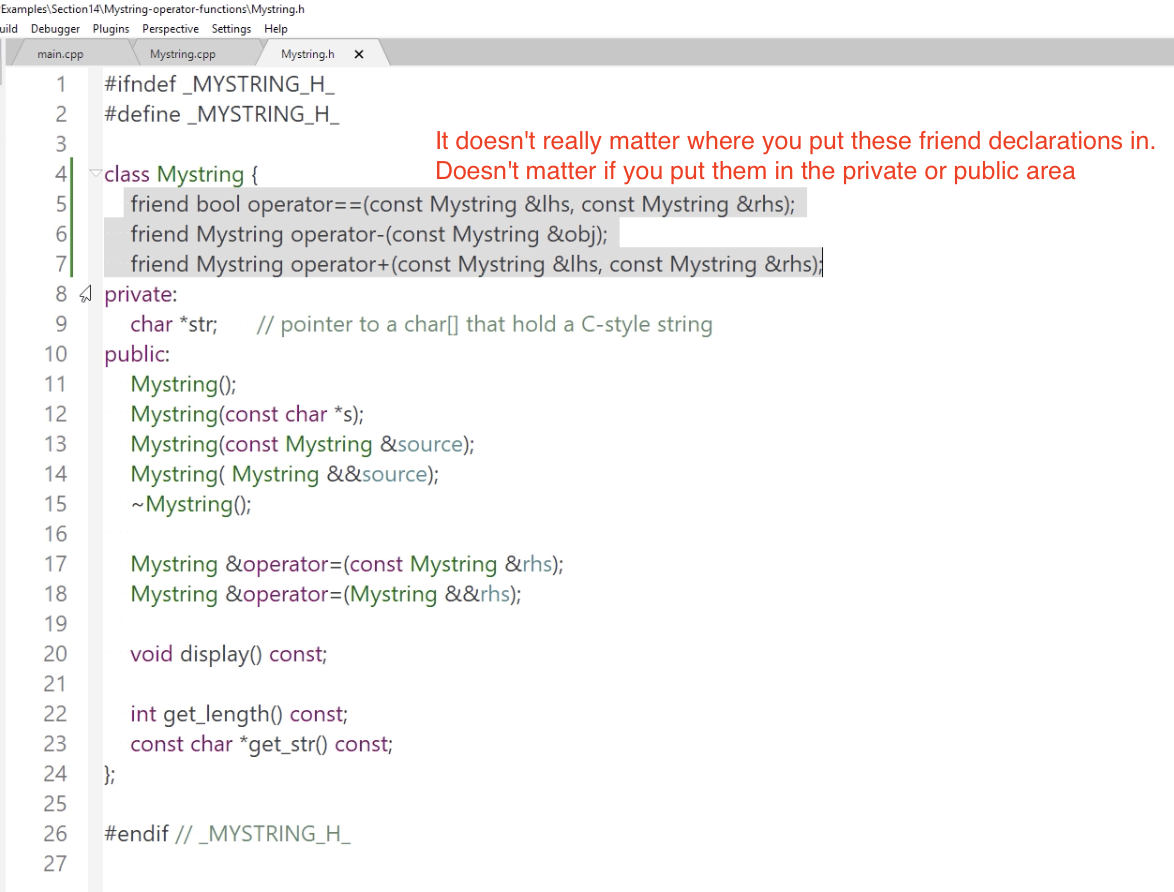 Examples\Section14\Mystring-operator-functions\Mystring.h
uild Debugger Plugins Perspective Settings Help
main.cpp Mystring.cpp Mystring.h ✕
1 #ifndef _MYSTRING_H_
2 #define _MYSTRING_H_
It doesn't really matter where you put these friend declarations in.
3
Doesn't matter if you put them in the private or public area
4 class Mystring {
5 friend bool operator==(const Mystring &lhs, const Mystring &rhs);
6 friend Mystring operator-(const Mystring &obj);
7 friend Mystring operator+(const Mystring &lhs, const Mystring &rhs);
8 private:
9 char *str; // pointer to a char[] that hold a C-style string
10 public:
11 Mystring();
12 Mystring(const char *s);
13 Mystring(const Mystring &source);
14 Mystring( Mystring &&source);
15 ~Mystring();
16
17 Mystring &operator=(const Mystring &rhs);
18 Mystring &operator=(Mystring &&rhs);
19
20 void display() const;
21
22 int get_length() const;
23 const char *get_str() const;
24 };
25
26 #endif // _MYSTRING_H_
27